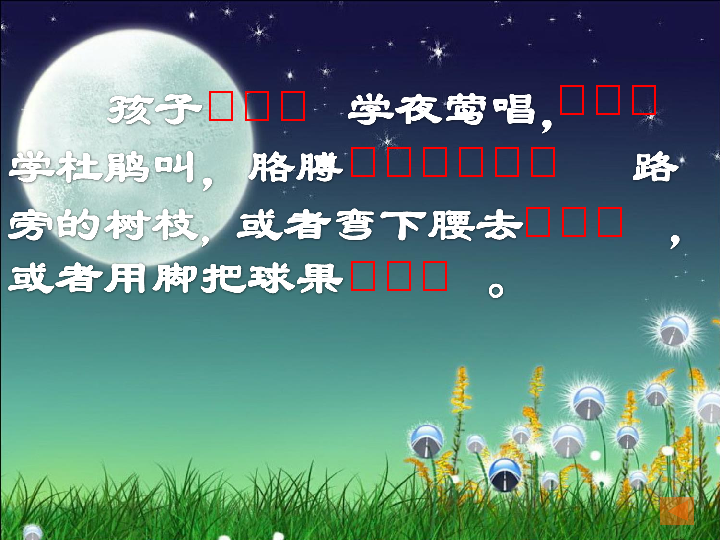 孩子□□□ 学夜莺唱，□□□
学杜鹃叫，胳膊□□□□□□ 路
旁的树枝，或者弯下腰去□□□ ，
或者用脚把球果□□□ 。